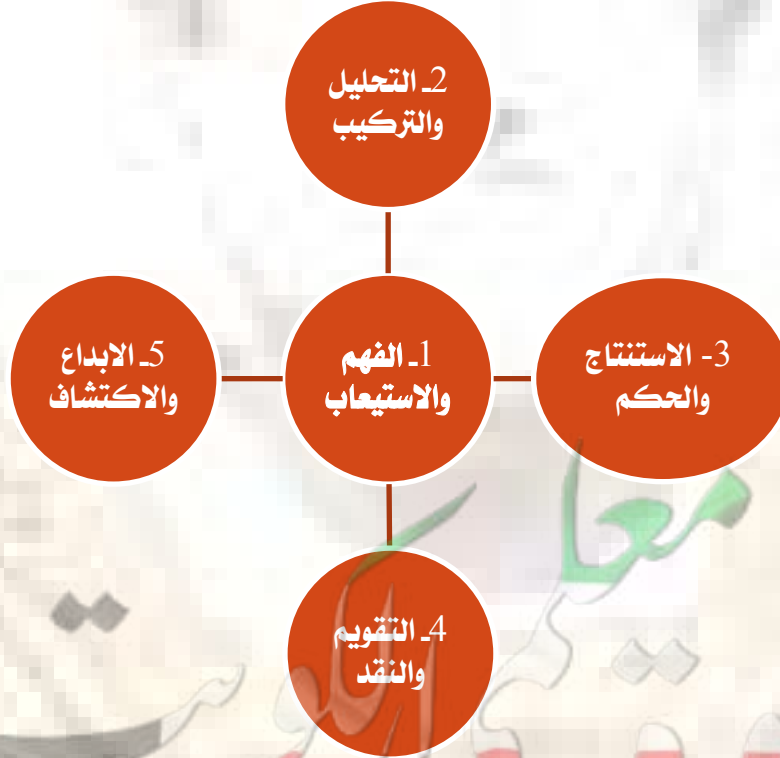 2ـ التحليل
والتركيب
5ـ الابداع
والاكتشاف
1ـ الفهم
والاستيعاب
3- الاستنتاج
والحكم
4ـ التقويم
والنقد
معا